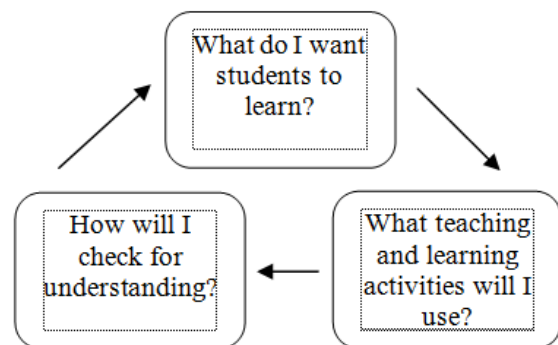 What do I want
students to
learn?
What teaching
and learning
activities will I
use?
How will I
check for
understanding?